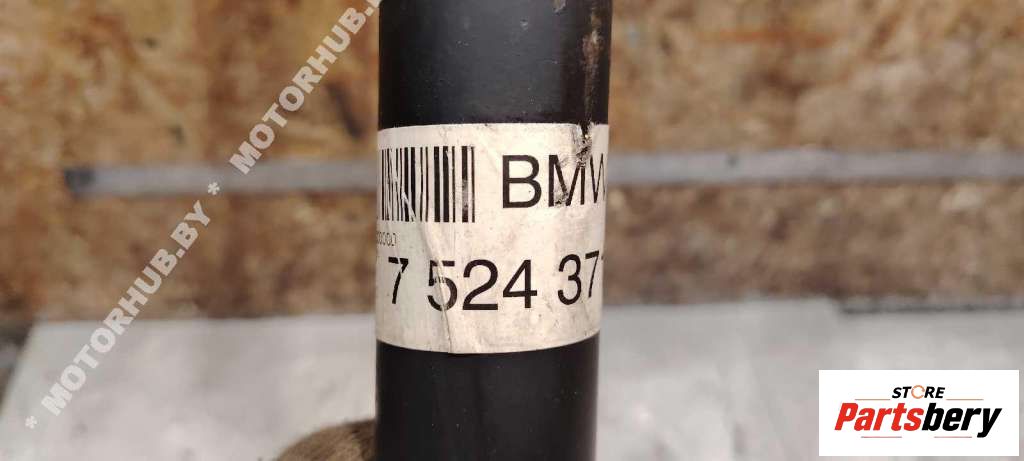 BMW
7 524 37
* MOTORHUB.BY * MOTORHUB.BY
STORE
Partsbery